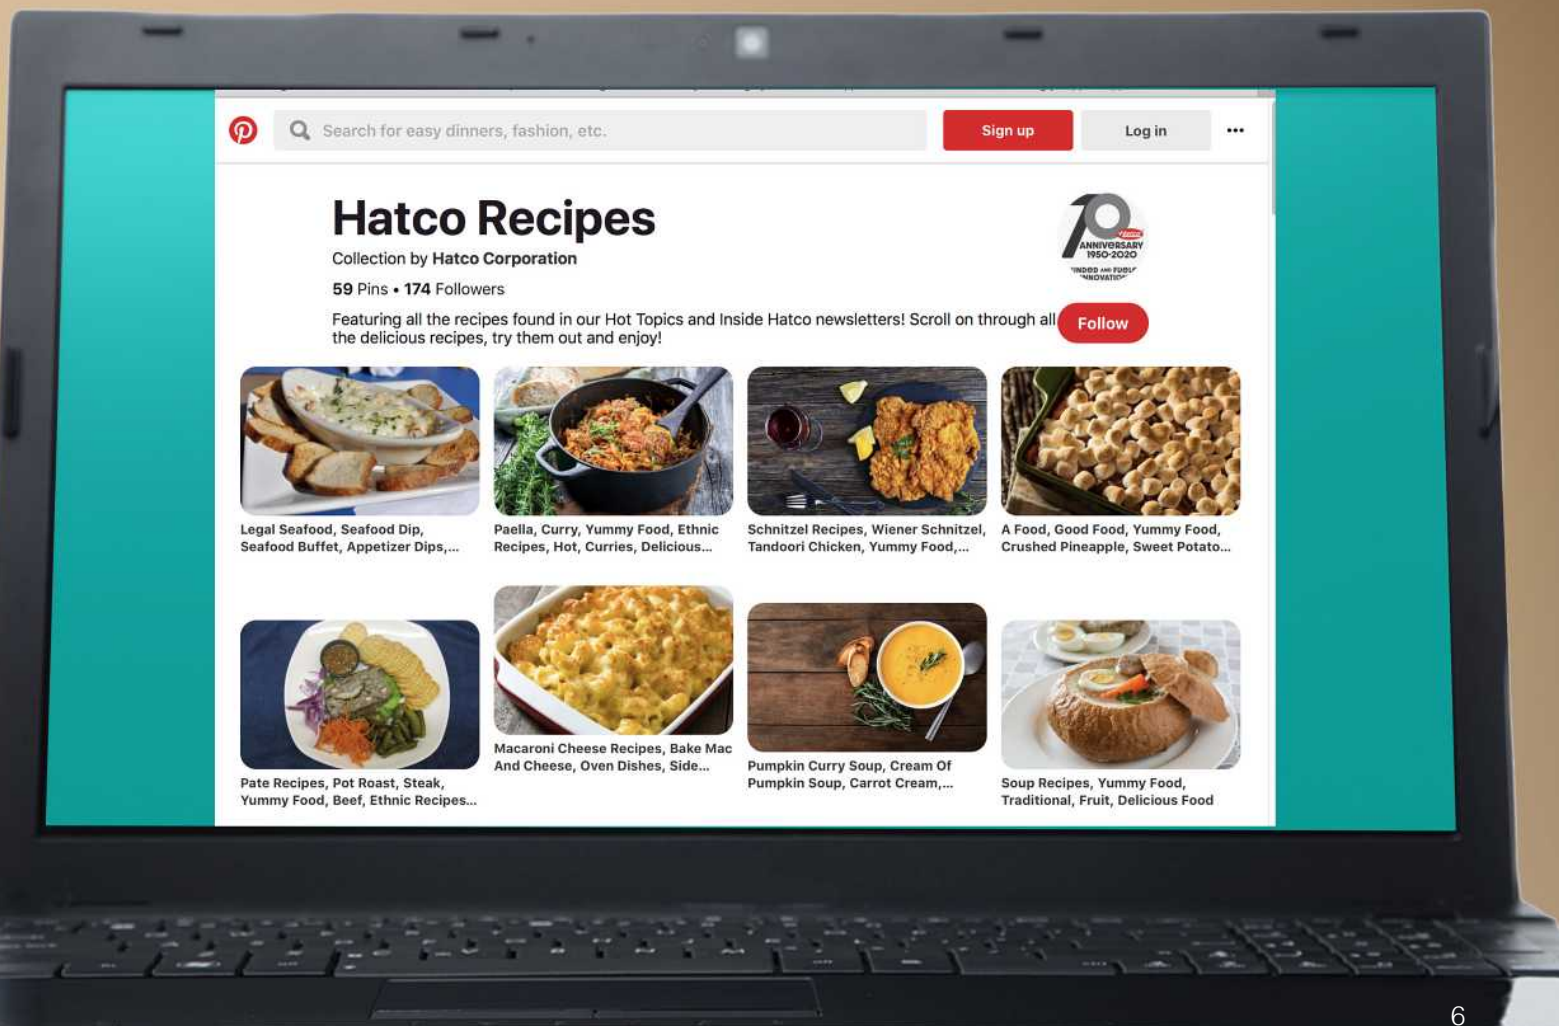 Search for easy dinners, fashion, etc.
Sign up
Log in
Hatco Recipes
Collection by Hatco Corporation
59 Pins • 174 Followers
Featuring all the recipes found in our Hot Topics and Inside Hatco newsletters! Scroll on through all
the delicious recipes, try them out and enjoy!
Follow
70
Hatco
ANNIVERSARY
1950-2020
Legal Seafood, Seafood Dip,
Seafood Buffet, Appetizer Dips,...
Paella, Curry, Yummy Food, Ethnic
Recipes, Hot, Curries, Delicious...
Schnitzel Recipes, Wiener Schnitzel,
Tandoori Chicken, Yummy Food,...
A Food, Good Food, Yummy Food,
Crushed Pineapple, Sweet Potato...
Pate Recipes, Pot Roast, Steak,
Yummy Food, Beef, Ethnic Recipes...
Macaroni Cheese Recipes, Bake Mac
And Cheese, Oven Dishes, Side...
Pumpkin Curry Soup, Cream Of
Pumpkin Soup, Carrot Cream,...
Soup Recipes, Yummy Food,
Traditional, Fruit, Delicious Food
6